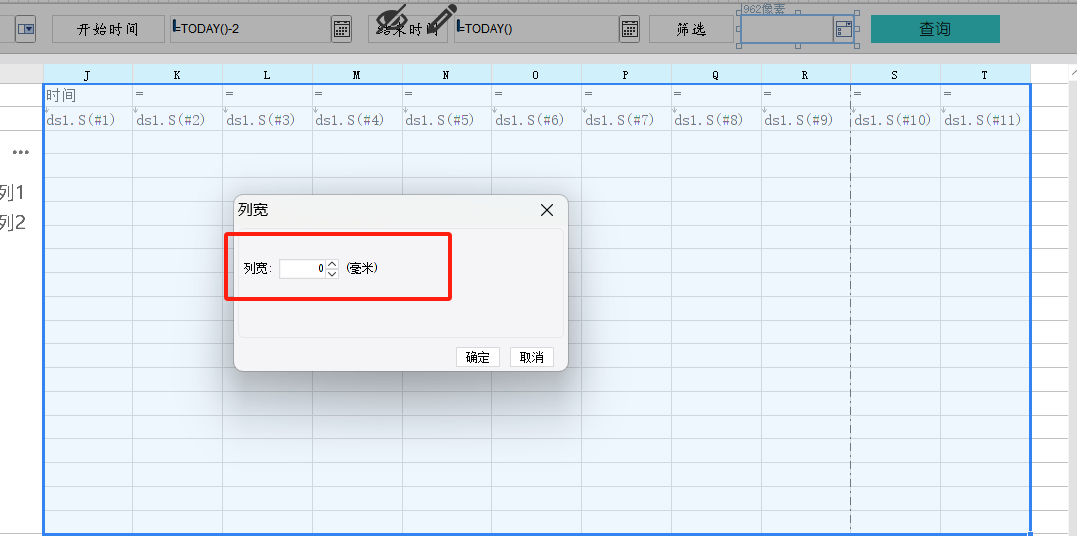 962像素
开始时间 =TODAY()-2 结束时间 =TODAY() 筛选 查询
J K L M N O P Q R S T
时间 = = = = = = = = = =
ds1.S(#1) ds1.S(#2) ds1.S(#3) ds1.S(#4) ds1.S(#5) ds1.S(#6) ds1.S(#7) ds1.S(#8) ds1.S(#9) ds1.S(#10) ds1.S(#11)
•••
列1
列2
列宽
列宽: 0 (毫米)
确定 取消